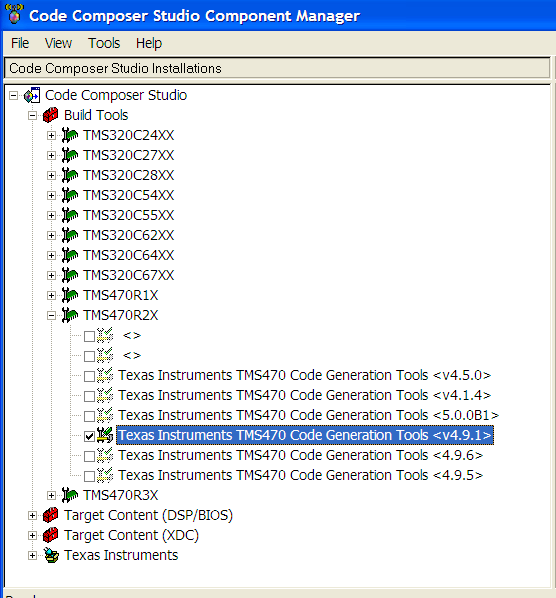 Code Composer Studio Component Manager
File View Tools Help
Code Composer Studio Installations
Code Composer Studio
Build Tools
TMS320C24XX
TMS320C27XX
TMS320C28XX
TMS320C54XX
TMS320C55XX
TMS320C62XX
TMS320C64XX
TMS320C67XX
TMS470R1X
TMS470R2X
<>
<>
Texas Instruments TMS470 Code Generation Tools <v4.5.0>
Texas Instruments TMS470 Code Generation Tools <v4.1.4>
Texas Instruments TMS470 Code Generation Tools <5.0.0B1>
Texas Instruments TMS470 Code Generation Tools <v4.9.1>
Texas Instruments TMS470 Code Generation Tools <4.9.6>
Texas Instruments TMS470 Code Generation Tools <4.9.5>
TMS470R3X
Target Content (DSP/BIOS)
Target Content (XDC)
Texas Instruments